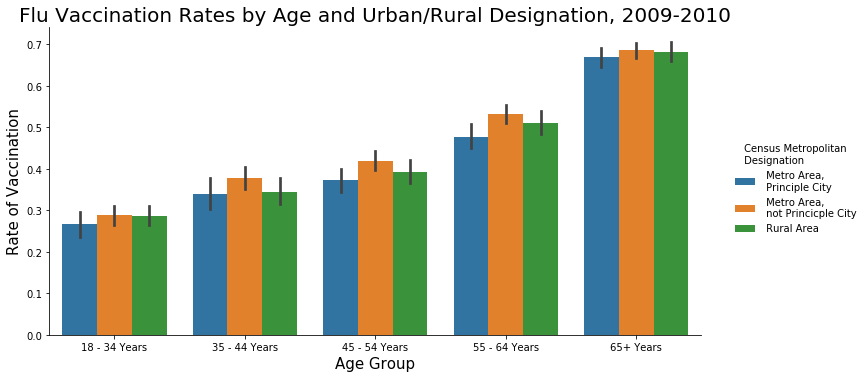 Flu Vaccination Rates by Age and Urban/Rural Designation, 2009-2010
0.7
0.6
0.5
0.4
0.3
0.2
0.1
0.0
Rate of Vaccination
18 - 34 Years
35 - 44 Years
45 - 54 Years
55 - 64 Years
65+ Years
Age Group
Census Metropolitan
Designation
Metro Area,
Principle City
Metro Area,
not Princicple City
Rural Area